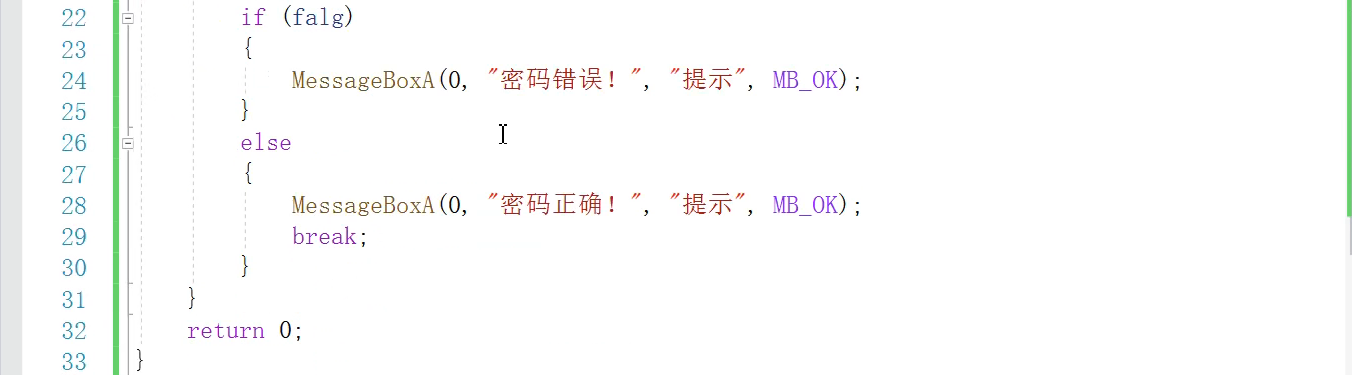 22 if (falg)
23 {
24 MessageBoxA(0, "密码错误！", "提示", MB_OK);
25 }
26 else
27 {
28 MessageBoxA(0, "密码正确！", "提示", MB_OK);
29 break;
30 }
31 }
32 return 0;
33 }